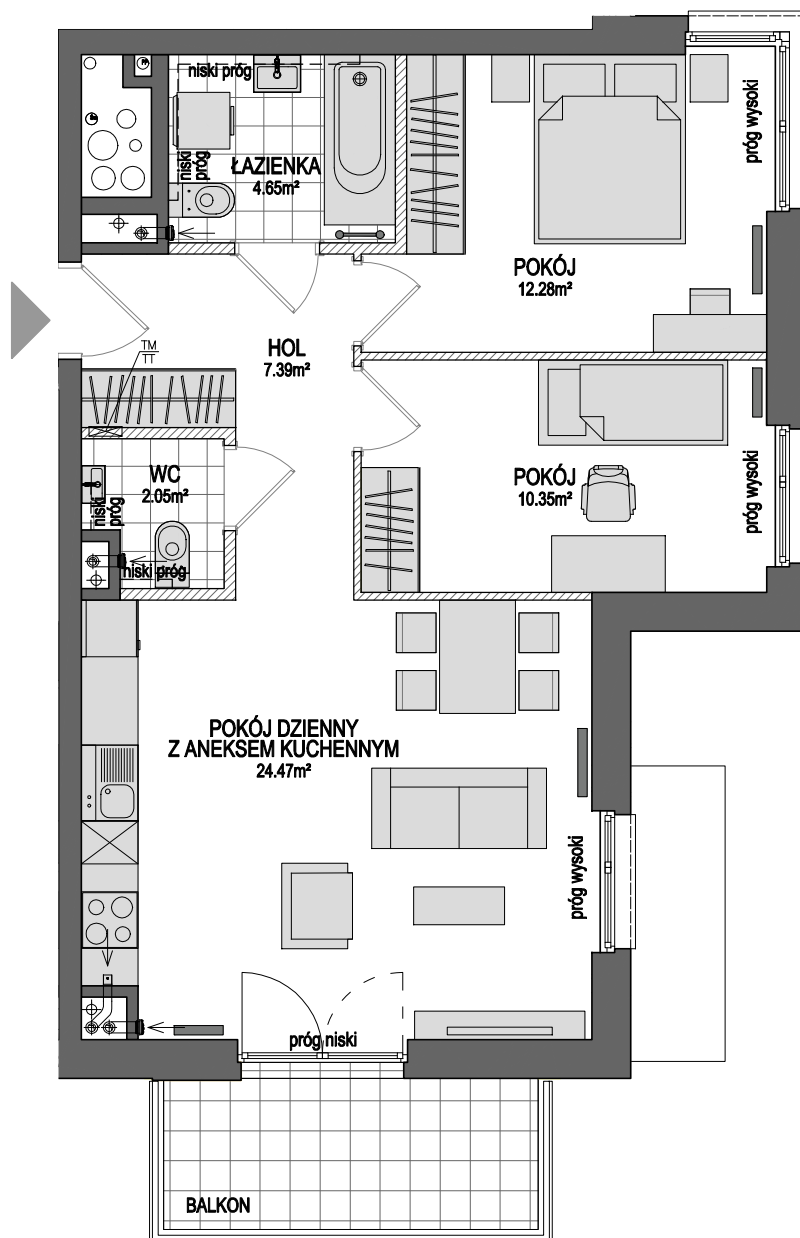 niski próg
niski
próg
ŁAZIENKA
4.65m²
próg wysoki
POKÓJ
12.28m²
HOL
7.39m²
TM
TT
WC
2.05m²
niski
próg
niski próg
POKÓJ
10.35m²
próg wysoki
POKÓJ DZIENNY
Z ANEKSEM KUCHENNYM
24.47m²
próg wysoki
próg niski
BALKON